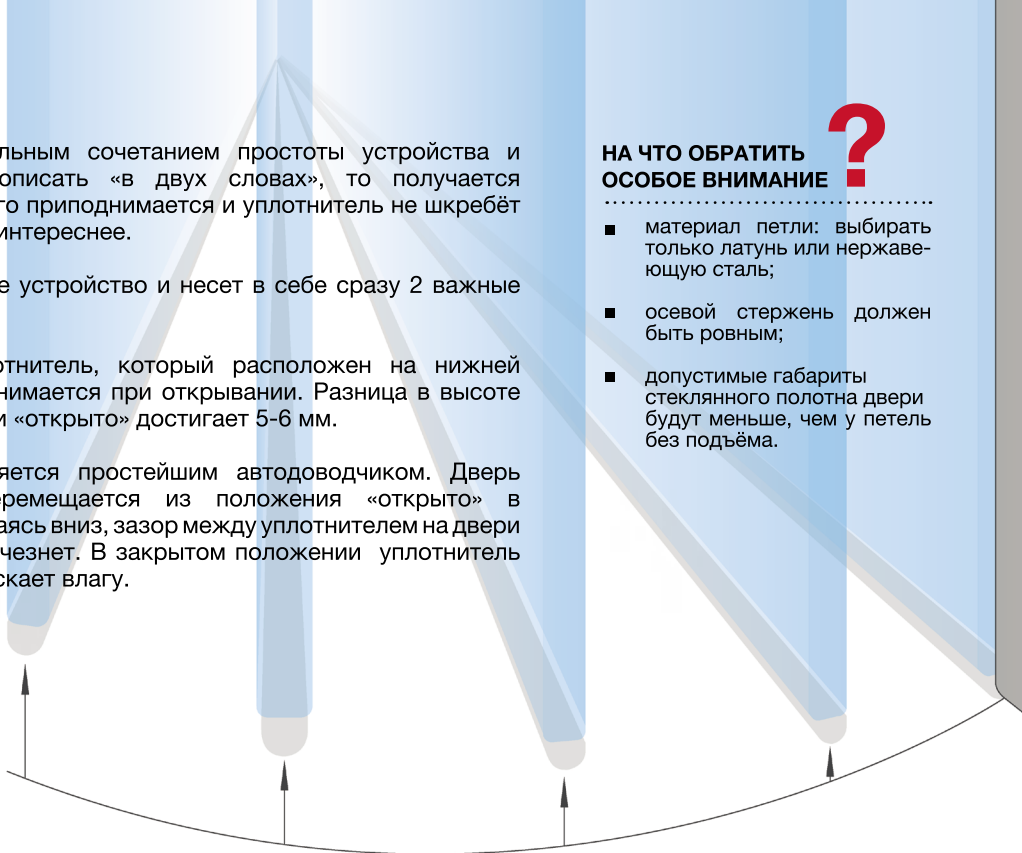 льным сочетанием простоты устройства и
описать «в двух словах», то получается
го приподнимается и уплотнитель не шкребёт
интереснее.
е устройство и несет в себе сразу 2 важные
отнитель, который расположен на нижней
нимается при открывании. Разница в высоте
и «открыто» достигает 5-6 мм.
яется простейшим автодоводчиком. Дверь
еремещается из положения «открыто» в
аясь вниз, зазор между уплотнителем на двери
чезнет. В закрытом положении уплотнитель
скает влагу.
?
НА ЧТО ОБРАТИТЬ
ОСОБОЕ ВНИМАНИЕ
материал петли: выбирать
только латунь или нержаве-
ющую сталь;
осевой стержень должен
быть ровным;
допустимые габариты
стеклянного полотна двери
будут меньше, чем у петель
без подъёма.